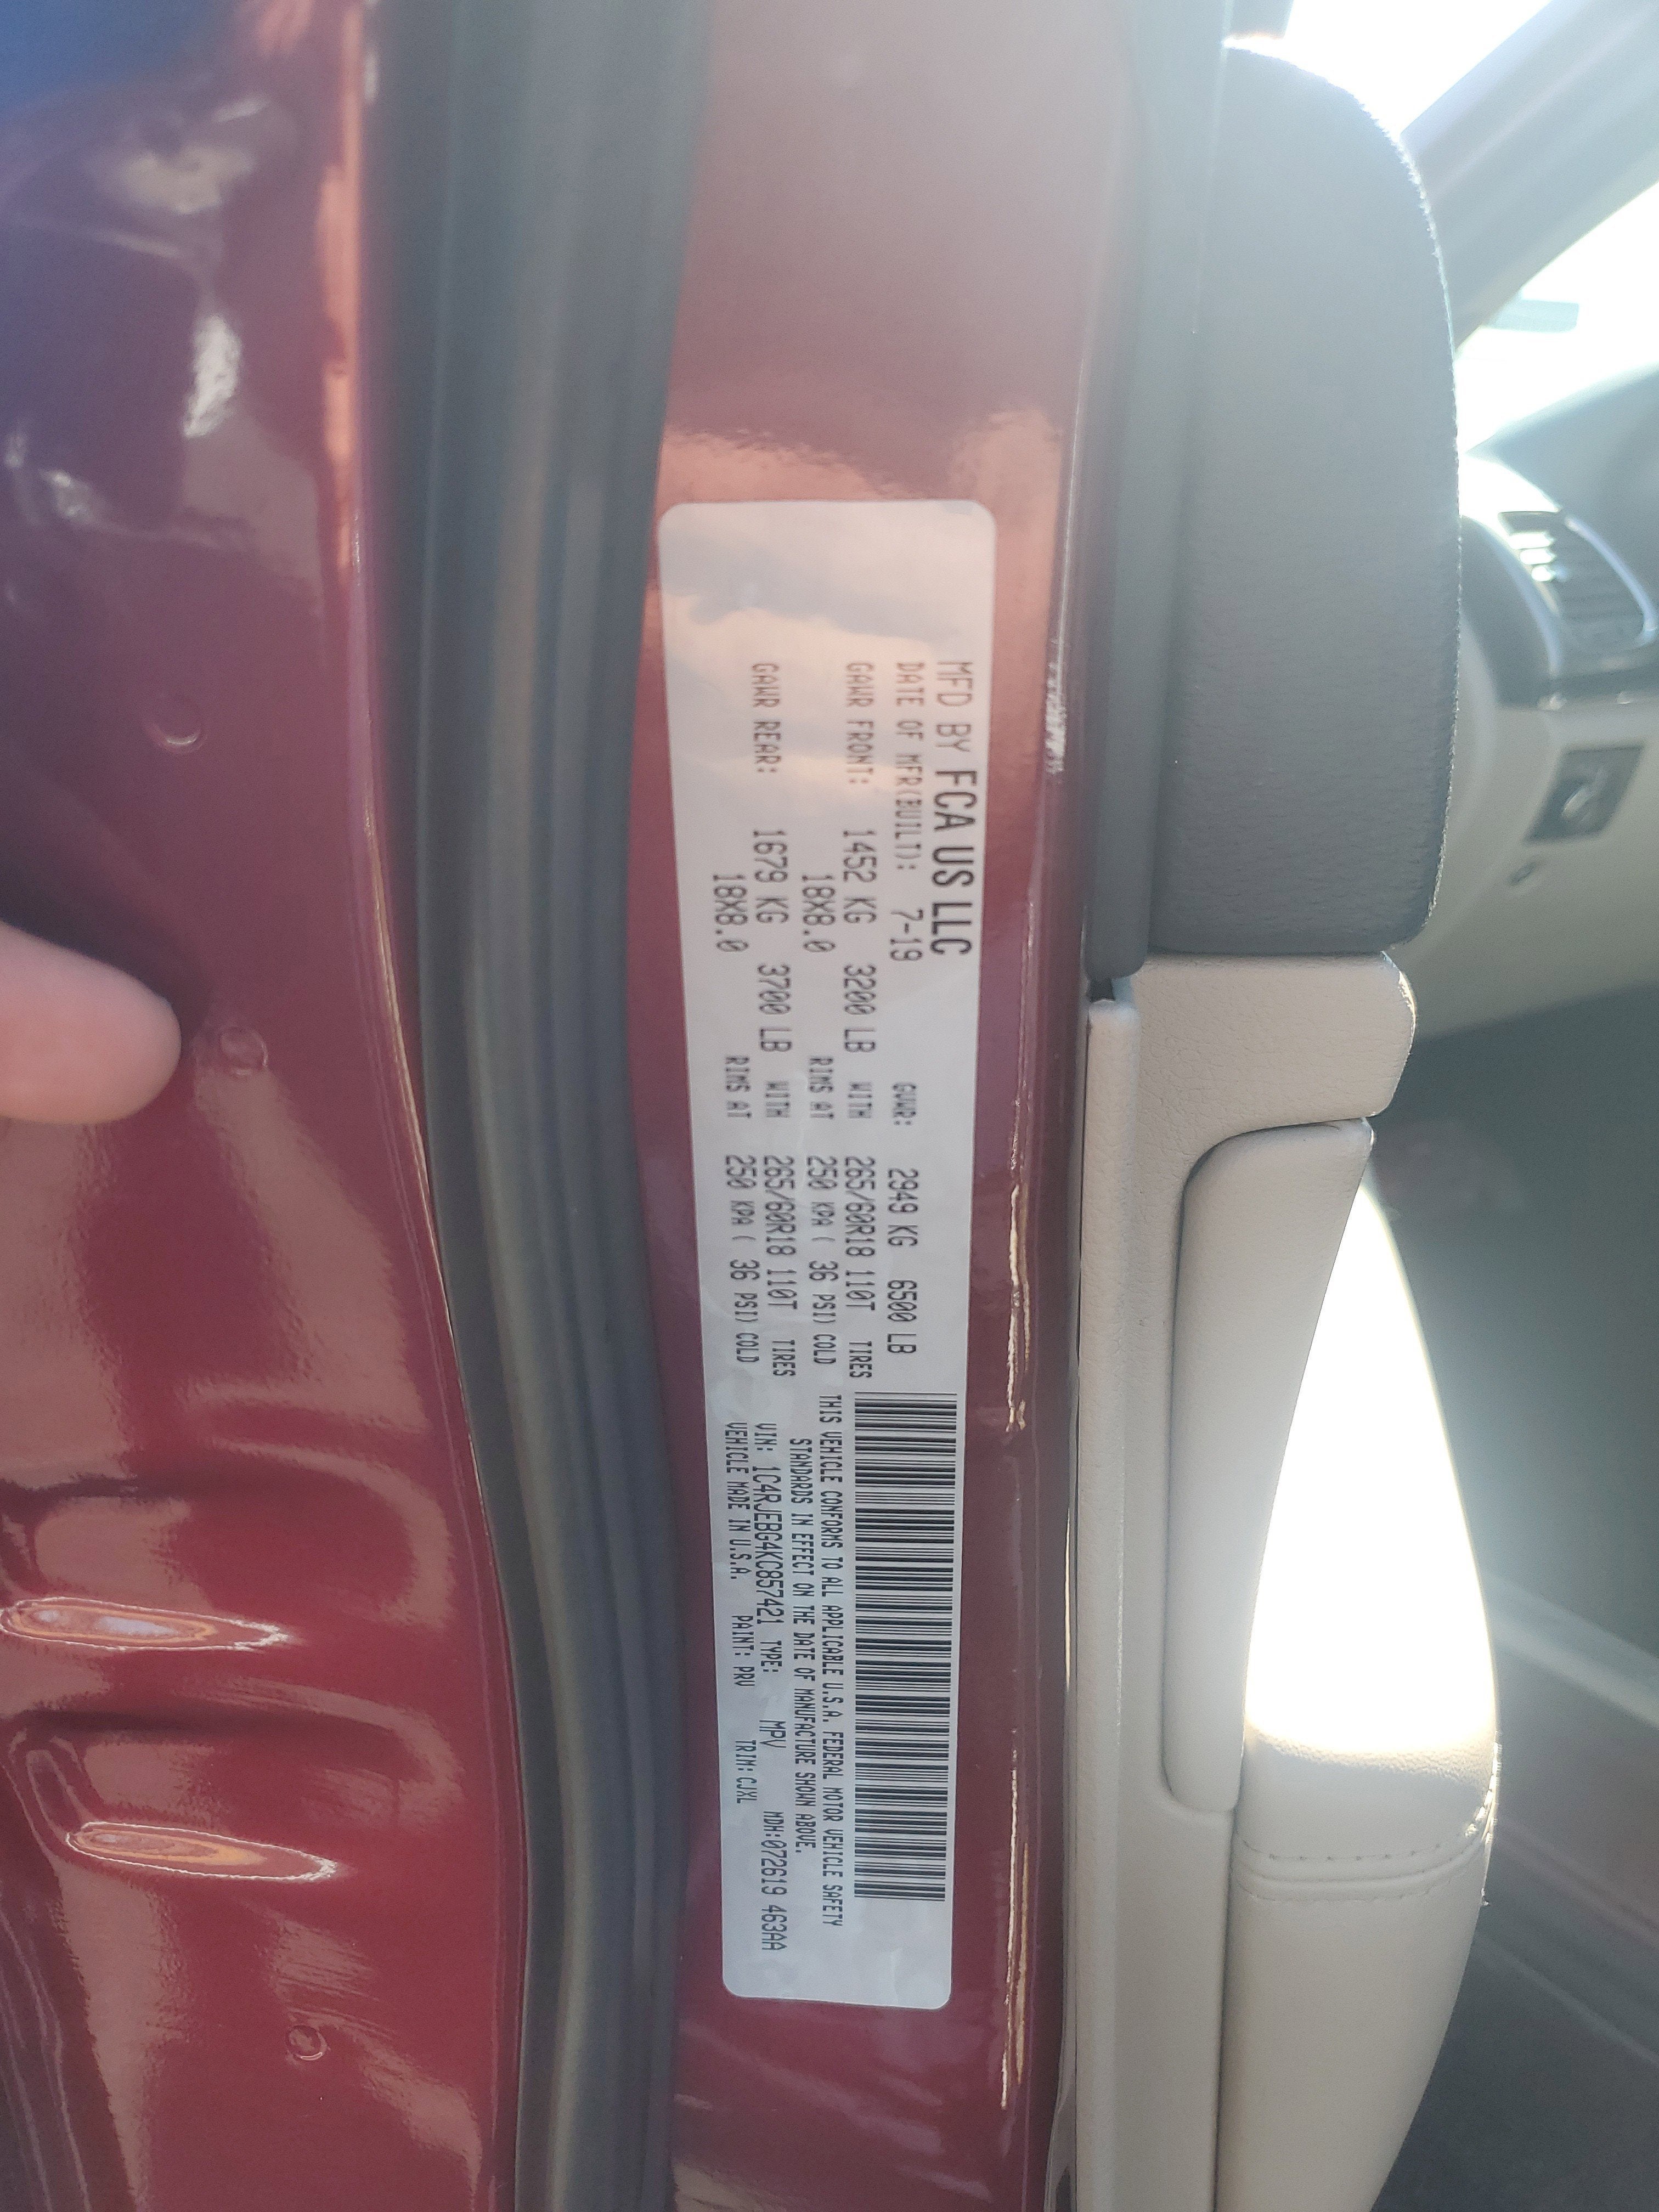 MFD BY FCA US LLC
DATE OF MFR(BUILT): 7-19 GVWR: 2949 KG 6500 LB
GAWR FRONT: 1452 KG 3200 LB WITH 265/60R18 110T TIRES
18X8.0 RIMS AT 250 KPA ( 36 PSI) COLD
GAWR REAR: 1679 KG 3700 LB WITH 265/60R18 110T TIRES
18X8.0 RIMS AT 250 KPA ( 36 PSI) COLD
THIS VEHICLE CONFORMS TO ALL APPLICABLE U.S.A. FEDERAL MOTOR VEHICLE SAFETY
STANDARDS IN EFFECT ON THE DATE OF MANUFACTURE SHOWN ABOVE.
VIN: 1C4RJEBG4KC857421 TYPE: MPV MDH:072619 463AA
VEHICLE MADE IN U.S.A. PAINT: PRV TRIM: CJXL